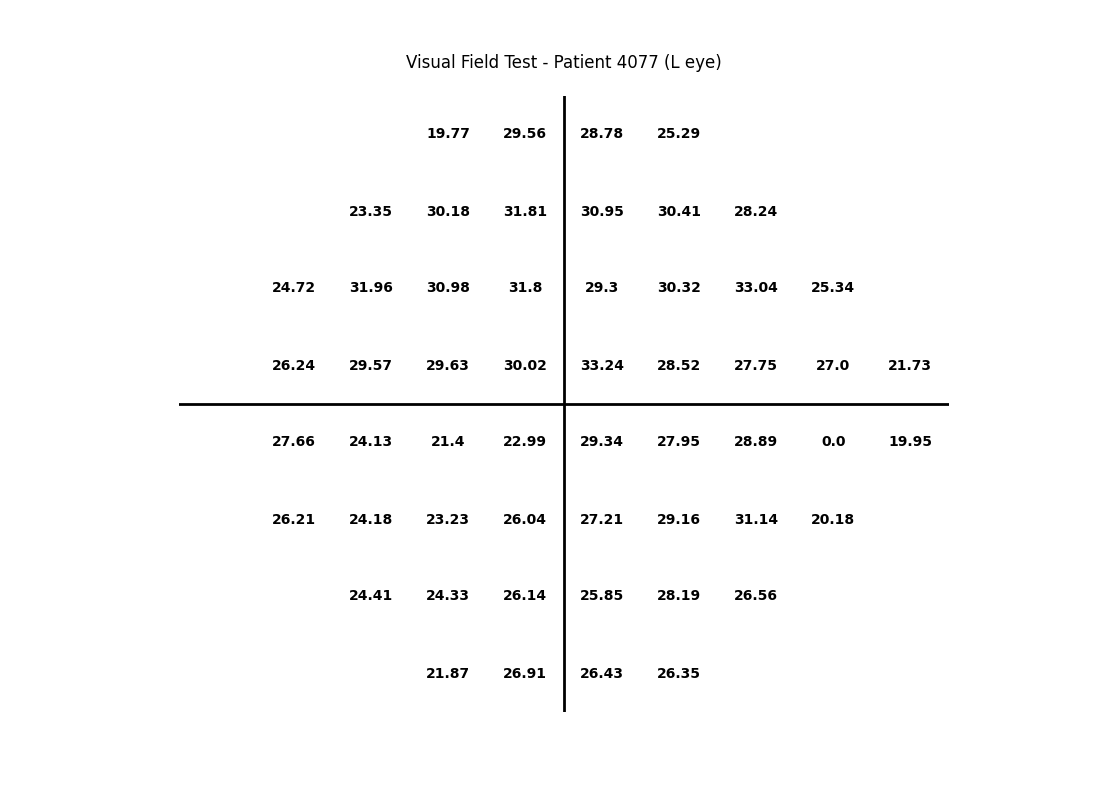 Visual Field Test - Patient 4077 (L eye)
19.77 29.56 28.78 25.29
23.35 30.18 31.81 30.95 30.41 28.24
24.72 31.96 30.98 31.8 29.3 30.32 33.04 25.34
26.24 29.57 29.63 30.02 33.24 28.52 27.75 27.0 21.73
27.66 24.13 21.4 22.99 29.34 27.95 28.89 0.0 19.95
26.21 24.18 23.23 26.04 27.21 29.16 31.14 20.18
24.41 24.33 26.14 25.85 28.19 26.56
21.87 26.91 26.43 26.35